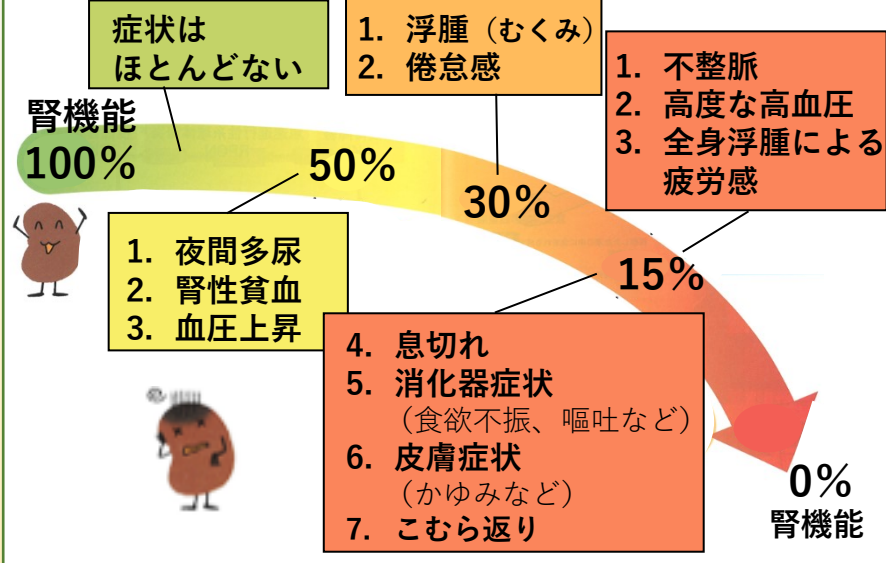 症状は
ほとんどない
1. 浮腫（むくみ）
2. 倦怠感
1. 不整脈
2. 高度な高血圧
3. 全身浮腫による
疲労感
腎機能
100%
50%
30%
15%
1. 夜間多尿
2. 腎性貧血
3. 血圧上昇
4. 息切れ
5. 消化器症状
（食欲不振、嘔吐など）
6. 皮膚症状
（かゆみなど）
7. こむら返り
0%
腎機能